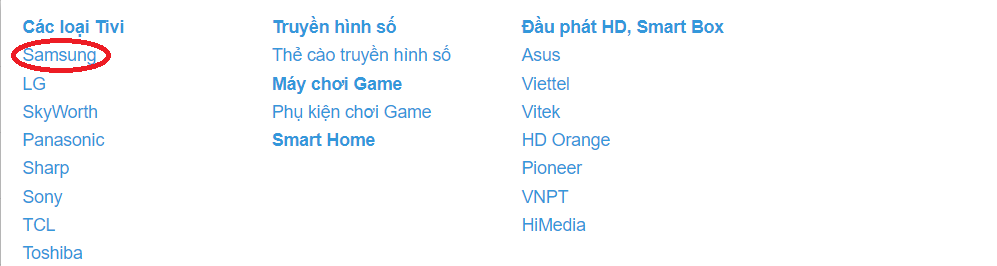 Các loại Tivi
Samsung
LG
SkyWorth
Panasonic
Sharp
Sony
TCL
Toshiba
Truyền hình số
Thẻ cào truyền hình số
Máy chơi Game
Phụ kiện chơi Game
Smart Home
Đầu phát HD, Smart Box
Asus
Viettel
Vitek
HD Orange
Pioneer
VNPT
HiMedia